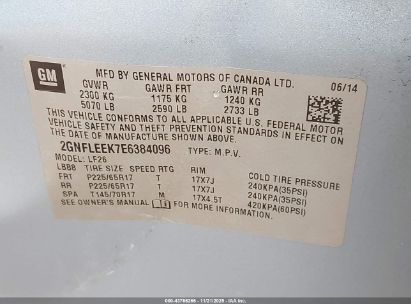 GM
MFD BY GENERAL MOTORS OF CANADA LTD.
GVWR GAWR FRT GAWR RR 06/14
2300 KG 1175 KG 1240 KG
5070 LB 2590 LB 2733 LB
THIS VEHICLE CONFORMS TO ALL APPLICABLE U.S. FEDERAL MOTOR
VEHICLE SAFETY AND THEFT PREVENTION STANDARDS IN EFFECT ON
THE DATE OF MANUFACTURE SHOWN ABOVE.
2GNFLEEK7E6384096 TYPE: M.P.V.
MODEL: LF26
LBB8 TIRE SIZE SPEED RTG RIM COLD TIRE PRESSURE
FRT P225/65R17 T 17X7J 240KPA(35PSI)
RR P225/65R17 T 17X7J 240KPA(35PSI)
SPA T145/70R17 M 17X4.5T 420KPA(60PSI)
SEE OWNER'S MANUAL FOR MORE INFORMATION.
11/21/2025